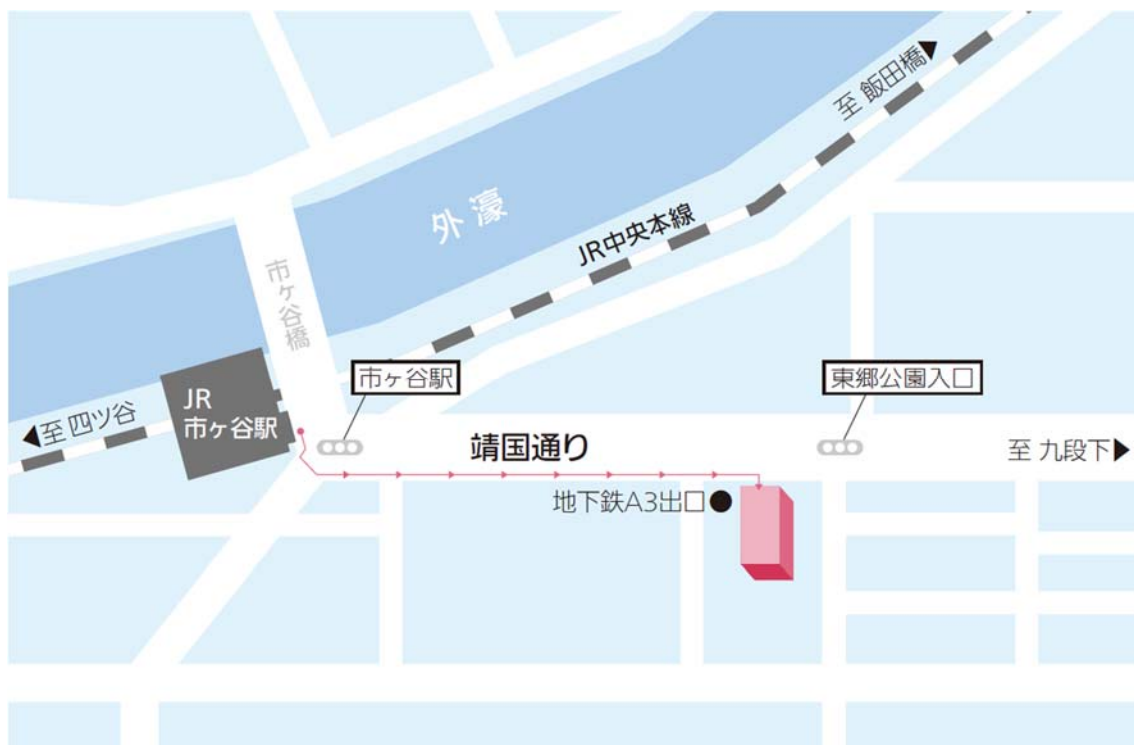 至 飯田橋▶
外濠
JR中央本線
市ヶ谷橋
市ヶ谷駅
東郷公園入口
JR
市ヶ谷駅
◀至 四ツ谷
靖国通り
至 九段下▶
地下鉄A3出口●